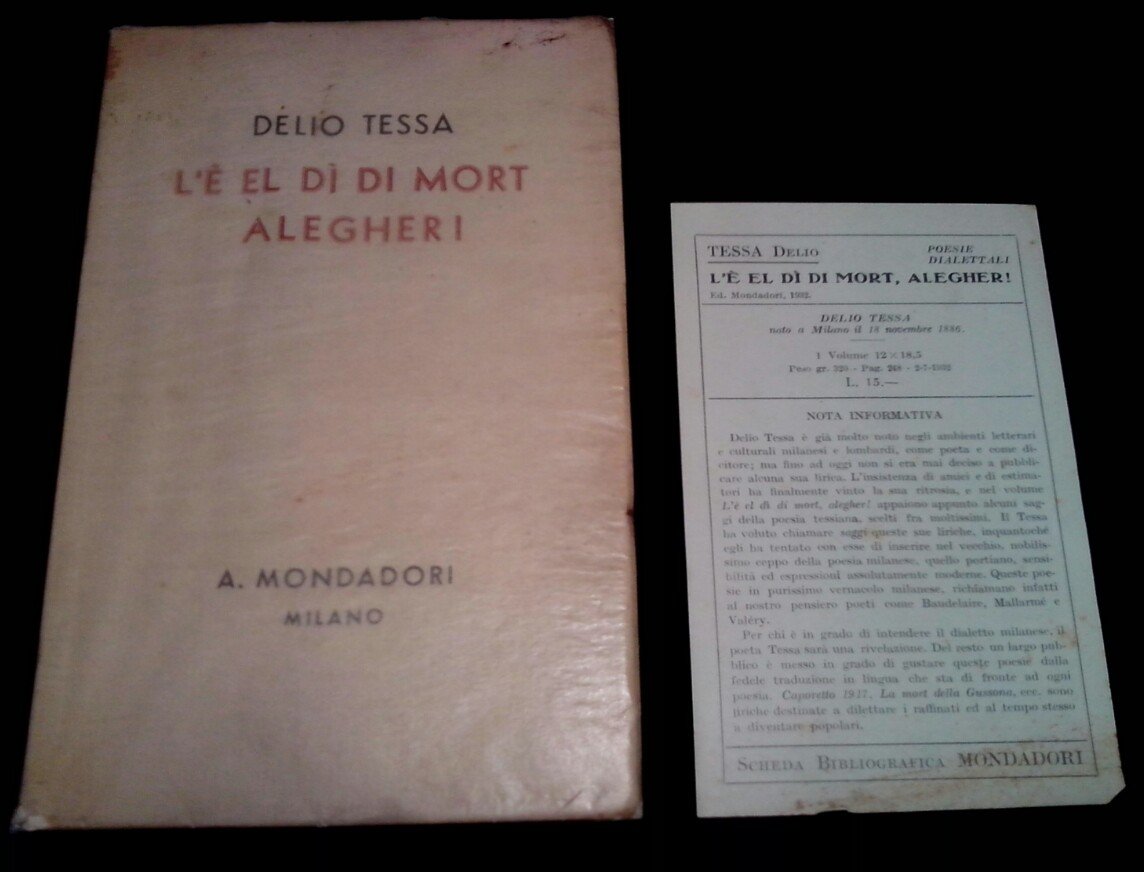 DELIO TESSA
L'È EL DÌ DI MORT
ALEGHER!
A. MONDADORI
MILANO
TESSA DELIO
POESIE
DIALETTALI
L'È EL DÌ DI MORT, ALEGHER!
Ed. Mondadori, 1932.
DELIO TESSA
nato a Milano il 18 novembre 1886.
1 Volume 12 × 18,5
Peso gr. 320 - Pag. 248 - 2-7-1932
L. 15.—
NOTA INFORMATIVA
Delio Tessa è già molto noto negli ambienti letterari
e culturali milanesi e lombardi, come poeta e come di-
citore; ma fino ad oggi non si era mai deciso a pubbli-
care alcuna sua lirica. L'insistenza di amici e di estima-
tori ha finalmente vinto la sua ritrosia, e nel volume
L'è el dì di mort, alegher! appaiono appunto alcuni sag-
gi della poesia tessiana, scelti fra moltissimi. Il Tessa
ha voluto chiamare saggi queste sue liriche, inquantochè
egli ha tentato con esse di inserire nel vecchio, nobilis-
simo ceppo della poesia milanese, quello portiano, sensi-
bilità ed espressioni assolutamente moderne. Queste poe-
sie in purissimo vernacolo milanese, richiamano infatti
al nostro pensiero poeti come Baudelaire, Mallarmé e
Valéry.
Per chi è in grado di intendere il dialetto milanese, il
poeta Tessa sarà una rivelazione. Del resto un largo pub-
blico è messo in grado di gustare queste poesie dalla
fedele traduzione in lingua che sta di fronte ad ogni
poesia. Caporetto 1917, La mort della Gussona, ecc. sono
liriche destinate a dilettare i raffinati ed al tempo stesso
a diventare popolari.
SCHEDA BIBLIOGRAFICA MONDADORI